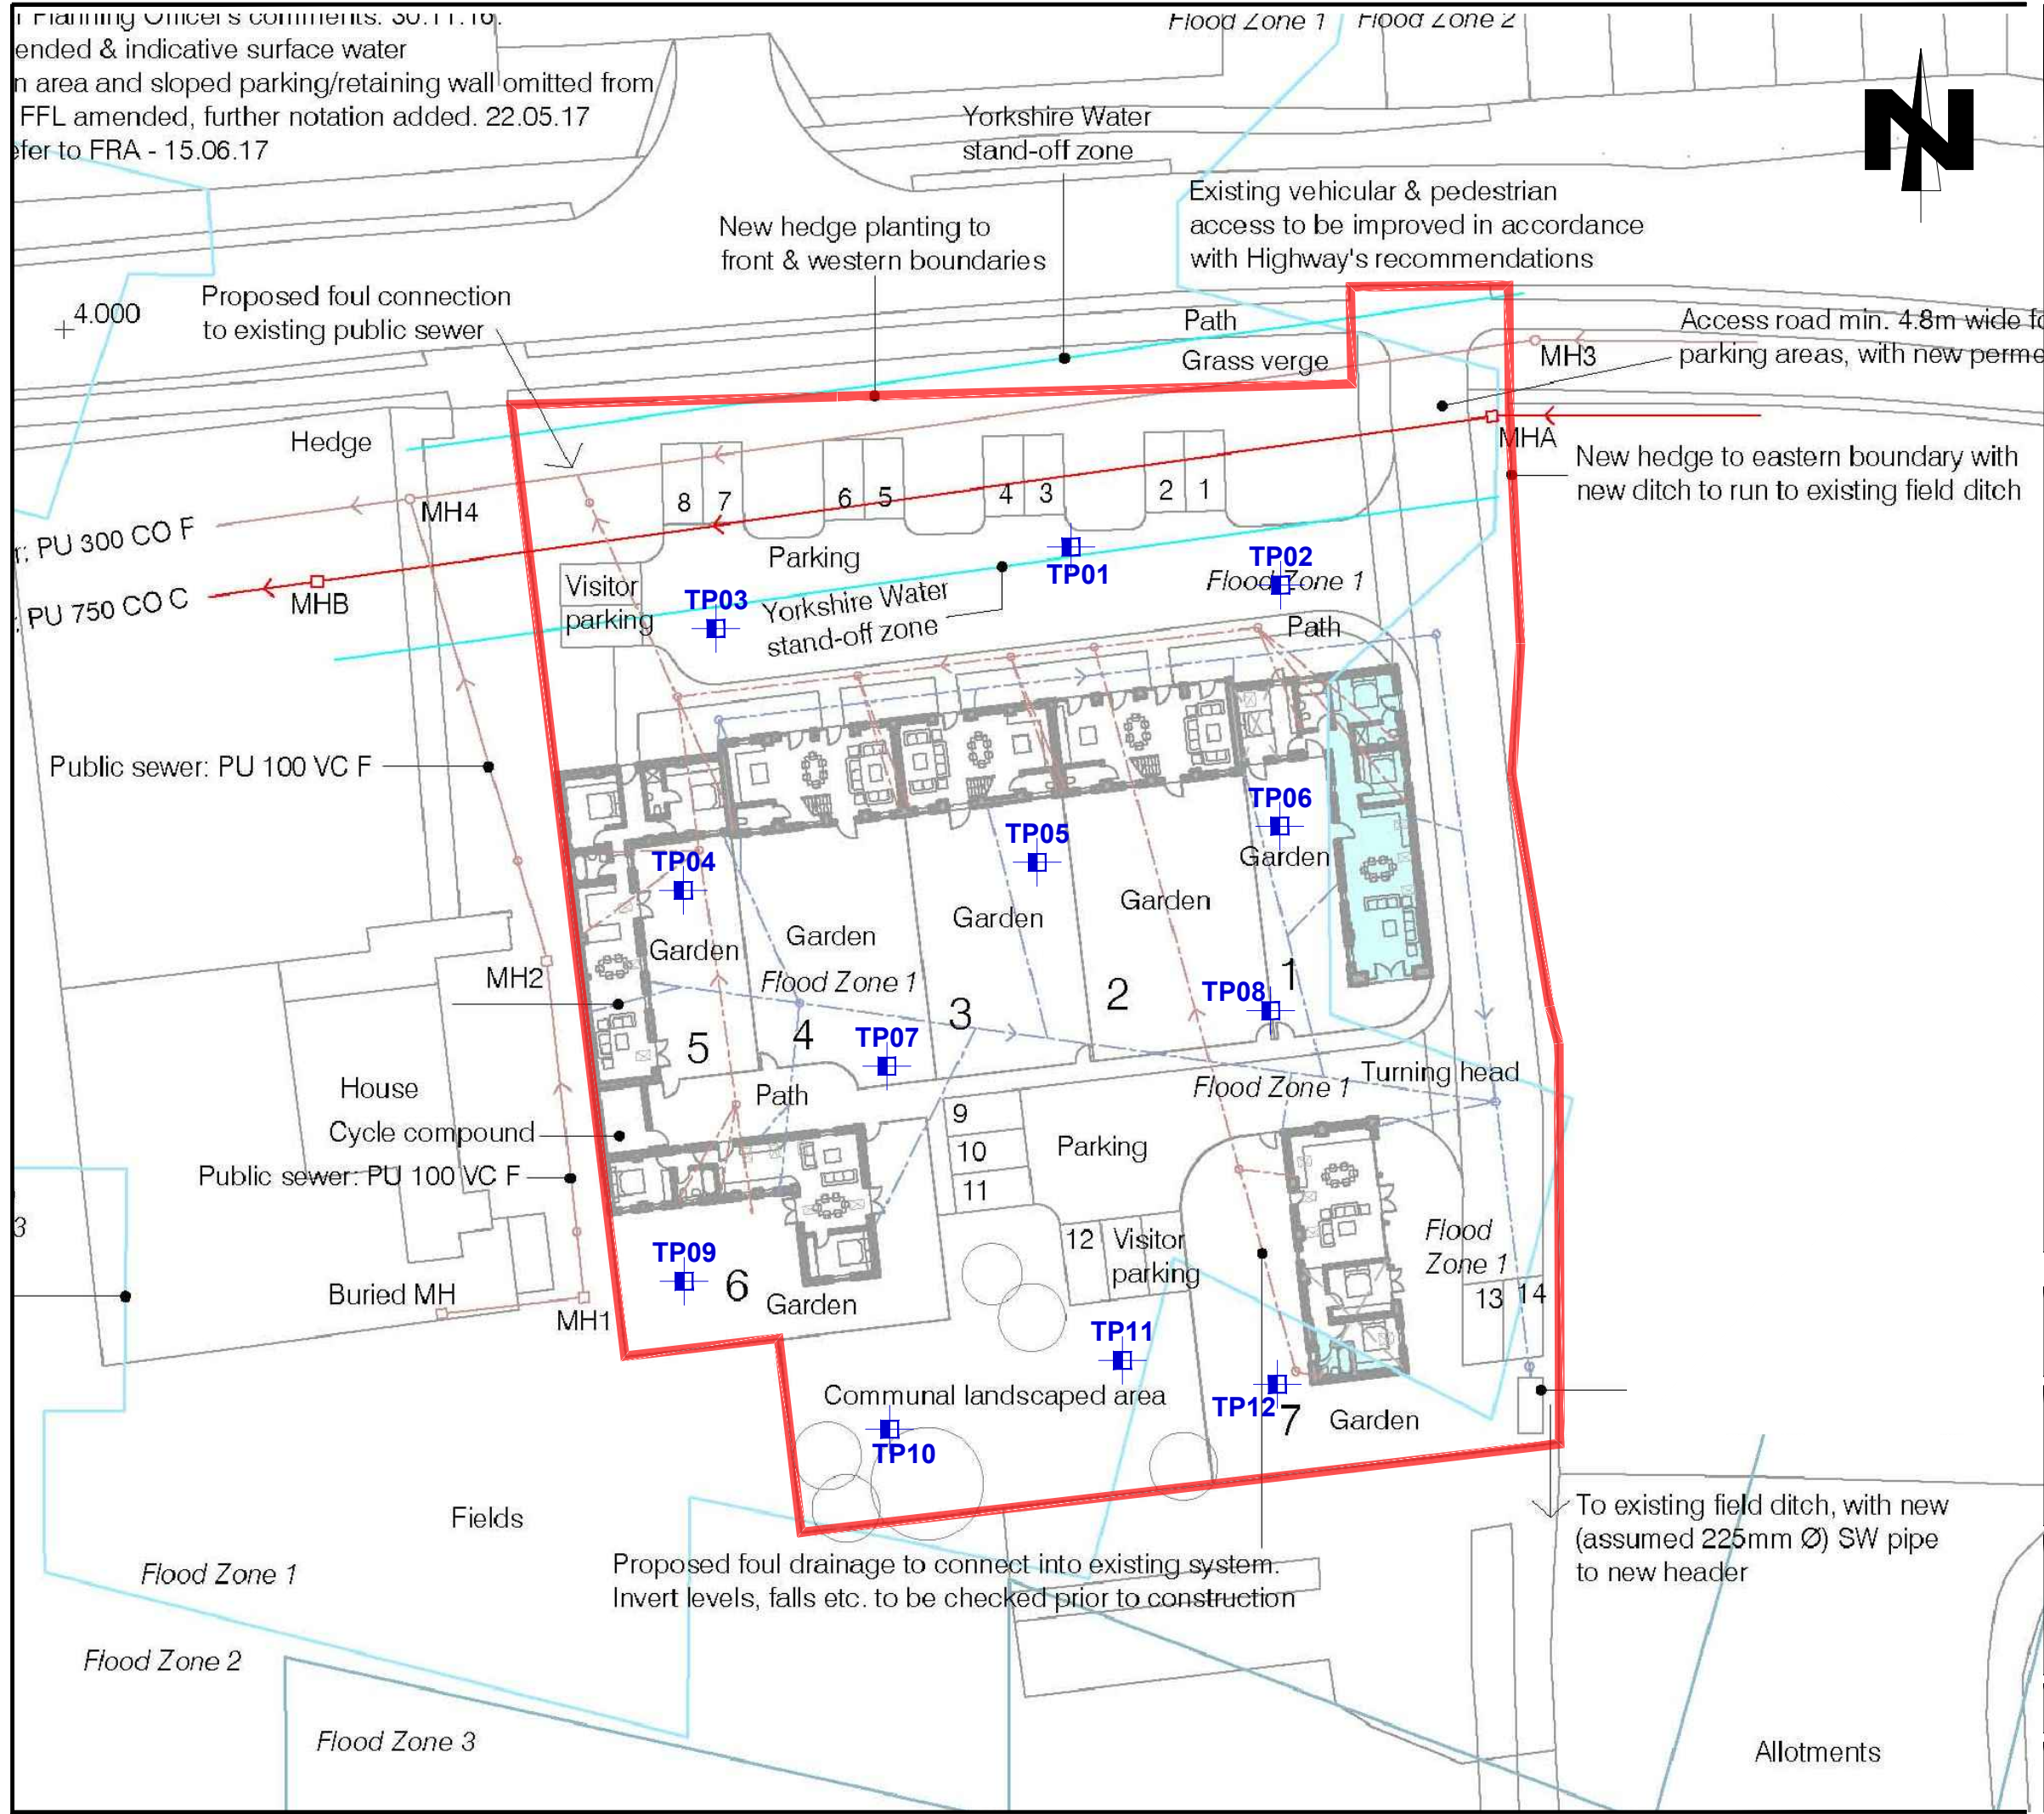 Planning Officer's comments. 30.11.16.
ended & indicative surface water
n area and sloped parking/retaining wall omitted from
FFL amended, further notation added. 22.05.17
efer to FRA - 15.06.17
Flood Zone 1
Flood Zone 2
N
Yorkshire Water
stand-off zone
Existing vehicular & pedestrian
access to be improved in accordance
with Highway's recommendations
New hedge planting to
front & western boundaries
Proposed foul connection
to existing public sewer
4.000
Path
Grass verge
MH3
Access road min. 4.8m wide fo
parking areas, with new perme
MHA
New hedge to eastern boundary with
new ditch to run to existing field ditch
Hedge
MH4
PU 300 CO F
PU 750 CO C
MHB
8
7
6
5
4
3
2
1
Parking
Visitor
parking
TP03
Yorkshire Water
stand-off zone
TP01
TP02
Flood Zone 1
Path
Public sewer: PU 100 VC F
TP04
TP05
TP06
Garden
Garden
Garden
Garden
Garden
MH2
Flood Zone 1
TP08
1
2
3
4
5
TP07
Flood Zone 1
Turning head
House
Path
Cycle compound
Public sewer: PU 100 VC F
9
10
11
Parking
12
Visitor
parking
Flood
Zone 1
13
14
3
TP09
6
Garden
Buried MH
MH1
TP11
Communal landscaped area
TP12
7
Garden
TP10
Fields
To existing field ditch, with new
(assumed 225mm Ø) SW pipe
to new header
Proposed foul drainage to connect into existing system.
Invert levels, falls etc. to be checked prior to construction
Flood Zone 1
Flood Zone 2
Flood Zone 3
Allotments